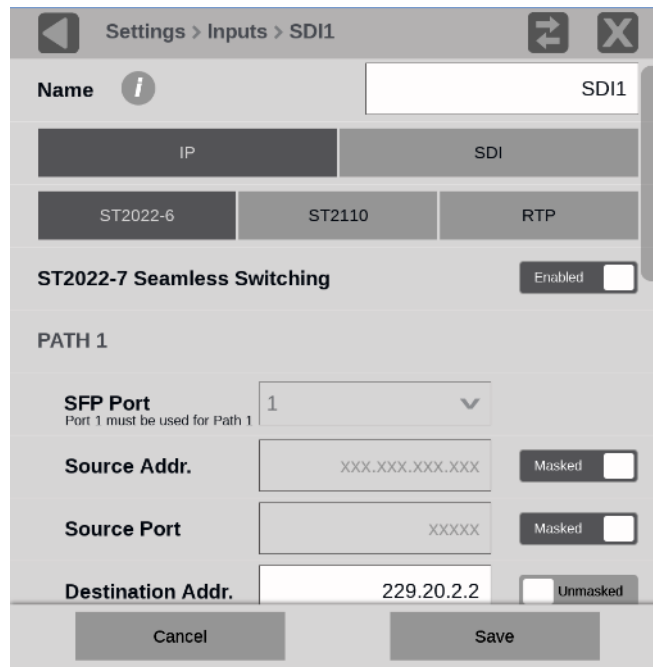 Settings > Inputs > SDI1
Name i SDI1
IP SDI
ST2022-6 ST2110 RTP
ST2022-7 Seamless Switching Enabled
PATH 1
SFP Port 1
Port 1 must be used for Path 1
Source Addr. xxx.xxx.xxx.xxx Masked
Source Port xxxxx Masked
Destination Addr. 229.20.2.2 Unmasked
Cancel Save